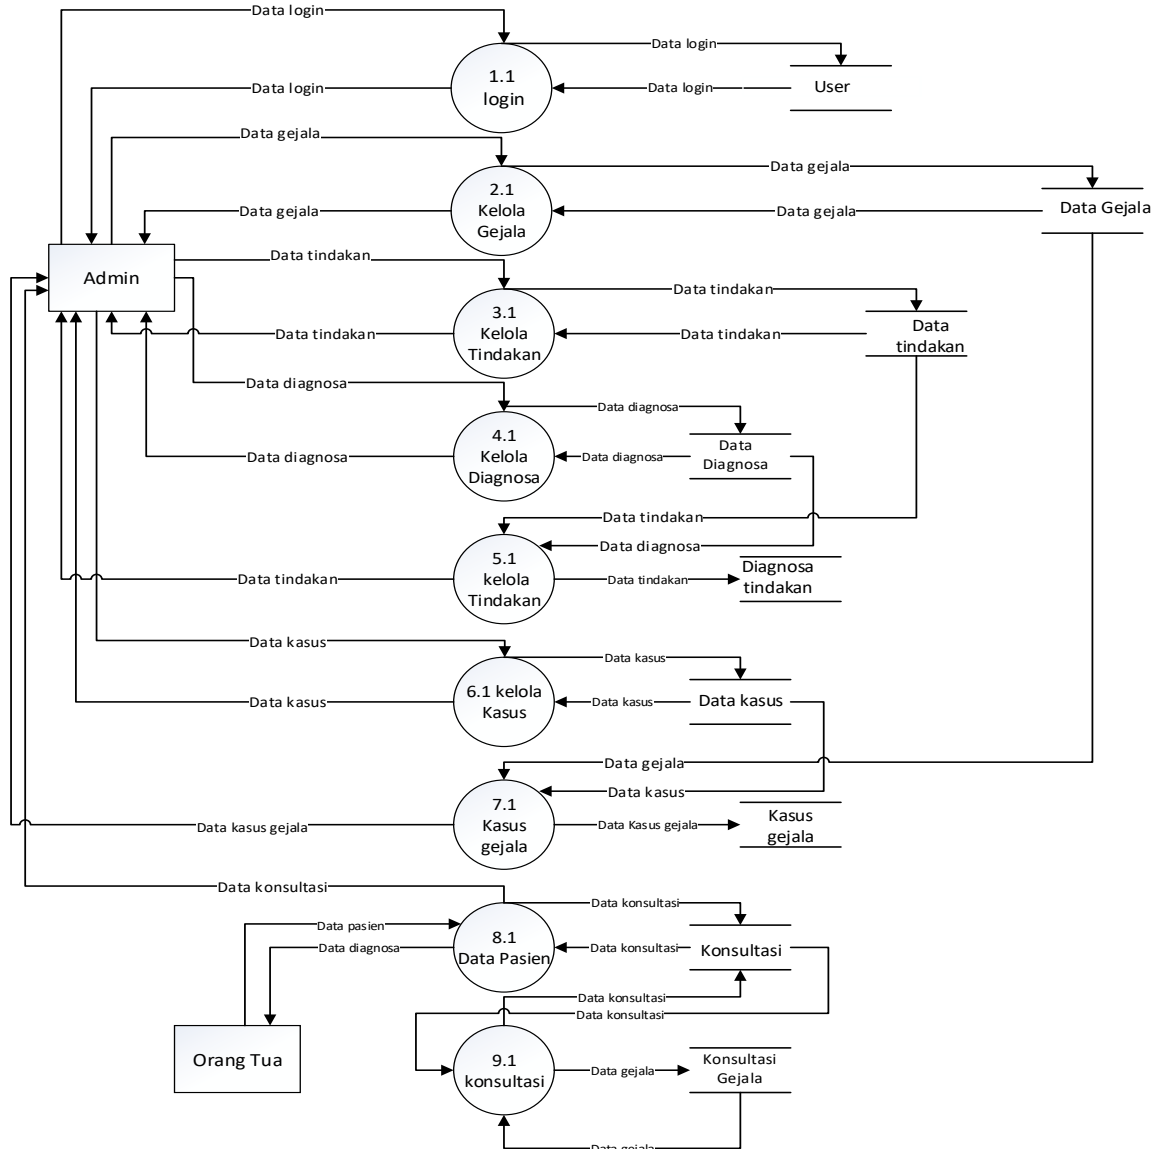 Data login
Data login
1.1
login
Data login
Data login
User
Data gejala
Data gejala
2.1
Kelola
Gejala
Data gejala
Data gejala
Data Gejala
Admin
Data tindakan
Data tindakan
3.1
Kelola
Tindakan
Data tindakan
Data tindakan
Data
tindakan
Data diagnosa
Data diagnosa
4.1
Kelola
Diagnosa
Data diagnosa
Data diagnosa
Data
Diagnosa
Data tindakan
Data diagnosa
5.1
kelola
Tindakan
Data tindakan
Data tindakan
Diagnosa
tindakan
Data kasus
Data kasus
6.1 kelola
Kasus
Data kasus
Data kasus
Data kasus
Data gejala
Data kasus
7.1
Kasus
gejala
Data kasus gejala
Data Kasus gejala
Kasus
gejala
Data konsultasi
Data konsultasi
Data pasien
8.1
Data Pasien
Data diagnosa
Data konsultasi
Konsultasi
Data konsultasi
Data konsultasi
Orang Tua
9.1
konsultasi
Data gejala
Konsultasi
Gejala
Data gejala